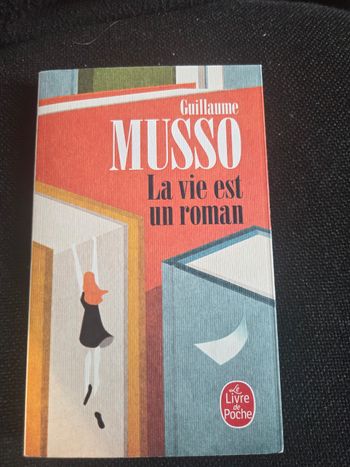 Guillaume
MUSSO
La vie est
un roman
Le
Livre
de
Poche